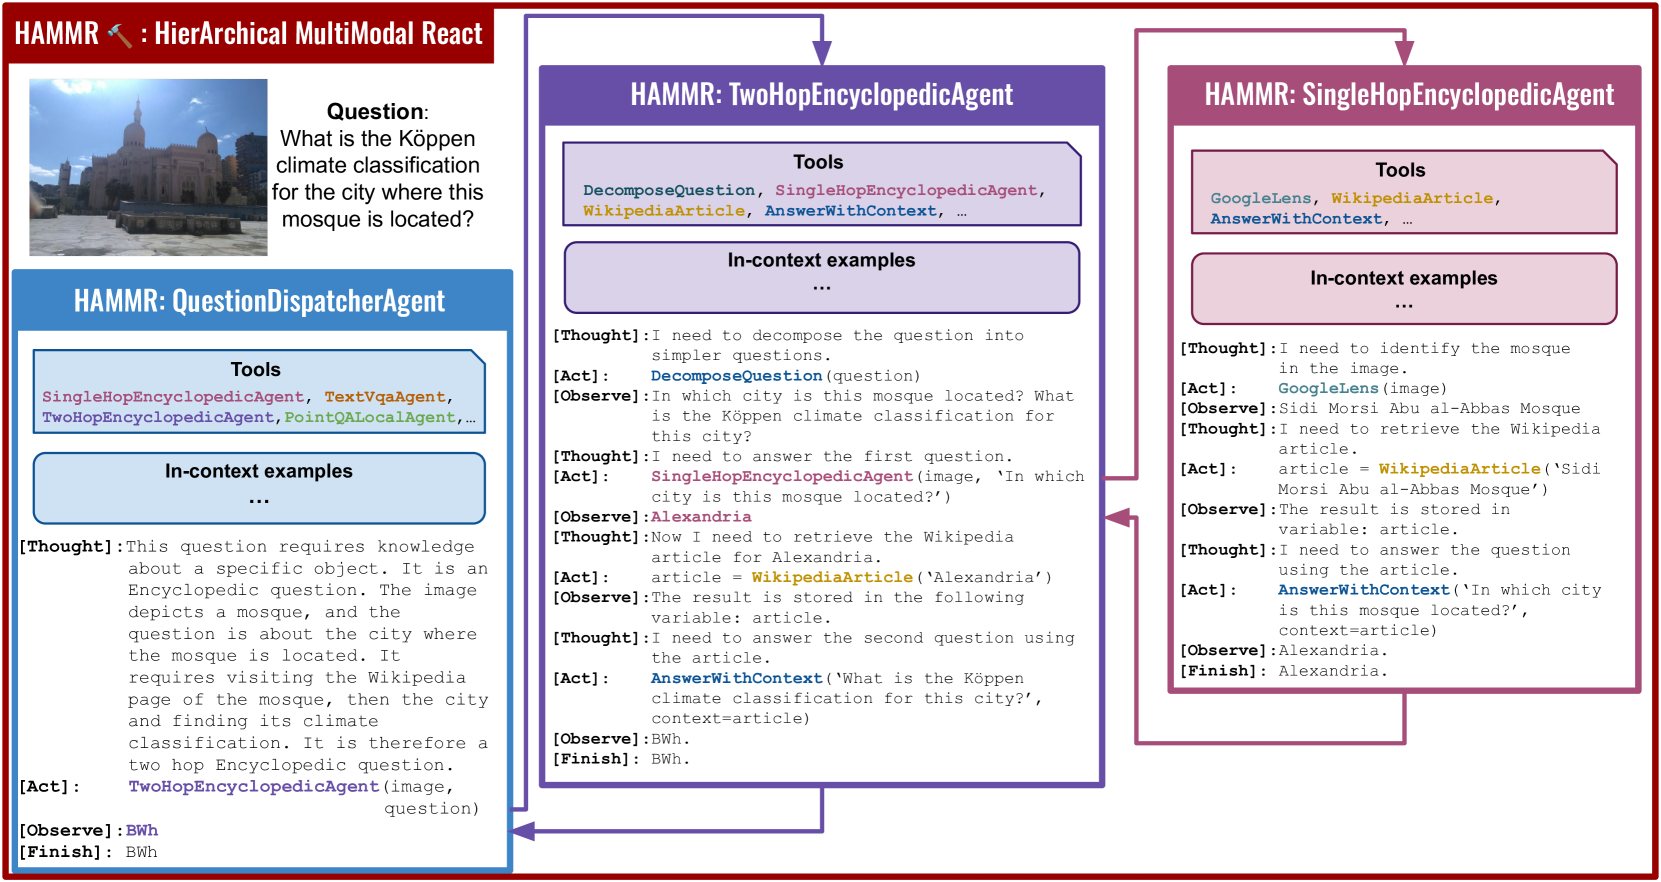 HAMMR 🔨 : HierArchical MultiModal React
Question:
What is the Köppen
climate classification
for the city where this
mosque is located?
HAMMR: QuestionDispatcherAgent
Tools
SingleHopEncyclopedicAgent, TextVqaAgent,
TwoHopEncyclopedicAgent,PointQALocalAgent,…
In-context examples
…
[Thought]:This question requires knowledge
about a specific object. It is an
Encyclopedic question. The image
depicts a mosque, and the
question is about the city where
the mosque is located. It
requires visiting the Wikipedia
page of the mosque, then the city
and finding its climate
classification. It is therefore a
two hop Encyclopedic question.
[Act]: TwoHopEncyclopedicAgent(image,
question)
[Observe]:BWh
[Finish]: BWh
HAMMR: TwoHopEncyclopedicAgent
Tools
DecomposeQuestion, SingleHopEncyclopedicAgent,
WikipediaArticle, AnswerWithContext, …
In-context examples
…
[Thought]:I need to decompose the question into
simpler questions.
[Act]: DecomposeQuestion(question)
[Observe]:In which city is this mosque located? What
is the Köppen climate classification for
this city?
[Thought]:I need to answer the first question.
[Act]: SingleHopEncyclopedicAgent(image, ‘In which
city is this mosque located?’)
[Observe]:Alexandria
[Thought]:Now I need to retrieve the Wikipedia
article for Alexandria.
[Act]: article = WikipediaArticle(‘Alexandria’)
[Observe]:The result is stored in the following
variable: article.
[Thought]:I need to answer the second question using
the article.
[Act]: AnswerWithContext(‘What is the Köppen
climate classification for this city?’,
context=article)
[Observe]:BWh.
[Finish]: BWh.
HAMMR: SingleHopEncyclopedicAgent
Tools
GoogleLens, WikipediaArticle,
AnswerWithContext, …
In-context examples
…
[Thought]:I need to identify the mosque
in the image.
[Act]: GoogleLens(image)
[Observe]:Sidi Morsi Abu al-Abbas Mosque
[Thought]:I need to retrieve the Wikipedia
article.
[Act]: article = WikipediaArticle(‘Sidi
Morsi Abu al-Abbas Mosque’)
[Observe]:The result is stored in
variable: article.
[Thought]:I need to answer the question
using the article.
[Act]: AnswerWithContext(‘In which city
is this mosque located?’,
context=article)
[Observe]:Alexandria.
[Finish]: Alexandria.